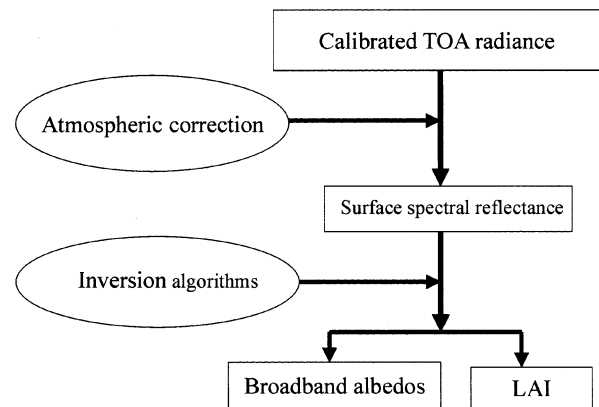 Calibrated TOA radiance
Atmospheric correction
Surface spectral reflectance
Inversion algorithms
Broadband albedos
LAI